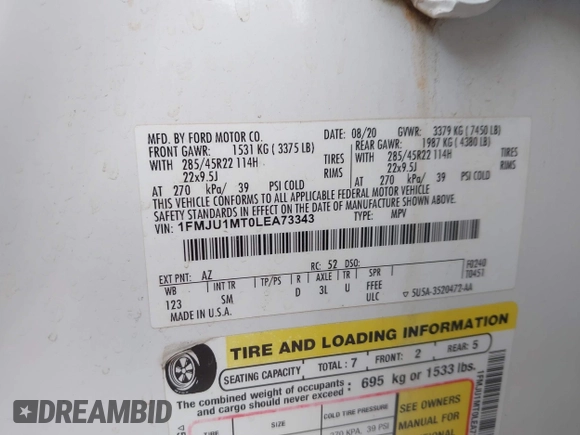 MFD. BY FORD MOTOR CO. 08/20 GVWR: 3379 KG (7450 LB)
FRONT GAWR: 1531 KG (3375 LB) REAR GAWR: 1987 KG (4380 LB)
WITH 285/45R22 114H TIRES WITH 285/45R22 114H TIRES
22x9.5J RIMS 22x9.5J RIMS
AT 270 kPa/ 39 PSI COLD AT 270 kPa/ 39 PSI COLD
THIS VEHICLE CONFORMS TO ALL APPLICABLE FEDERAL MOTOR VEHICLE
SAFETY STANDARDS IN EFFECT ON THE DATE OF MANUFACTURE SHOWN ABOVE.
VIN: 1FMJU1MT0LEA73343 TYPE: MPV
F0240
T0451
EXT PNT: AZ RC: 52 DSO:
WB INT TR TP/PS R AXLE TR SPR
123 SM D 3L U FFEE
ULC
MADE IN U.S.A. ▽ 5U5A-3520472-AA
TIRE AND LOADING INFORMATION
SEATING CAPACITY TOTAL: 7 FRONT: 2 REAR: 5
The combined weight of occupants and cargo should never exceed: 695 kg or 1533 lbs.
COLD TIRE PRESSURE
270 KPA, 39 PSI
SEE OWNERS
MANUAL FOR
ADDITIONAL
DREAMBID